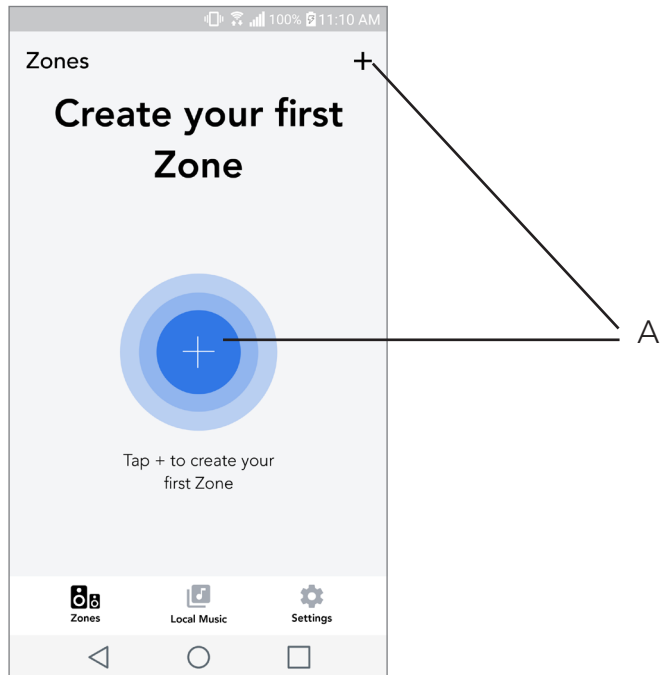 100% 11:10 AM
Zones +
Create your first
Zone
A
Tap + to create your
first Zone
Zones Local Music Settings